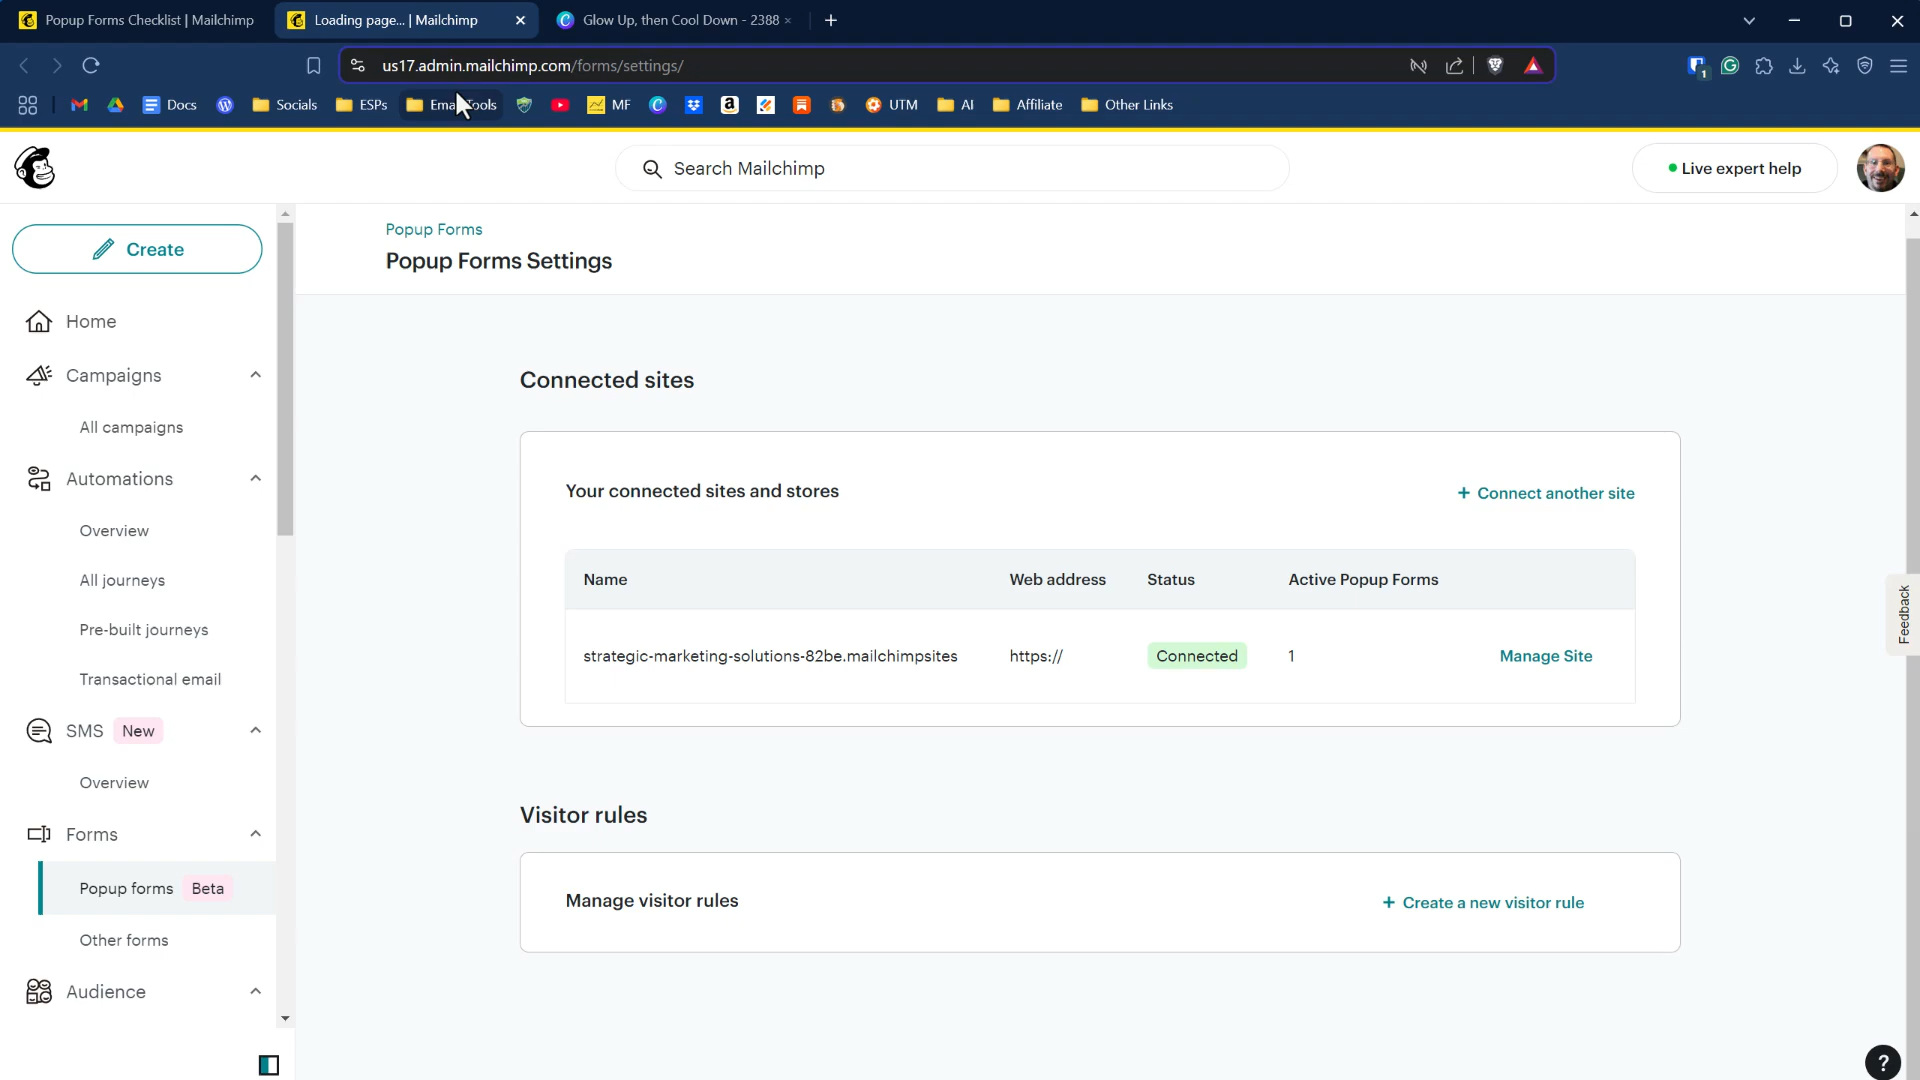 Popup Forms Checklist | Mailchimp
Loading page... | Mailchimp
Glow Up, then Cool Down - 2388
us17.admin.mailchimp.com/forms/settings/
1
Docs
Socials
ESPs
Email Tools
MF
UTM
AI
Affiliate
Other Links
Search Mailchimp
Live expert help
Create
Home
Campaigns
All campaigns
Automations
Overview
All journeys
Pre-built journeys
Transactional email
SMS New
Overview
Forms
Popup forms Beta
Other forms
Audience
Popup Forms
Popup Forms Settings
Connected sites
Your connected sites and stores
+ Connect another site
Name Web address Status Active Popup Forms
strategic-marketing-solutions-82be.mailchimpsites https:// Connected 1 Manage Site
Visitor rules
Manage visitor rules
+ Create a new visitor rule
Feedback
?